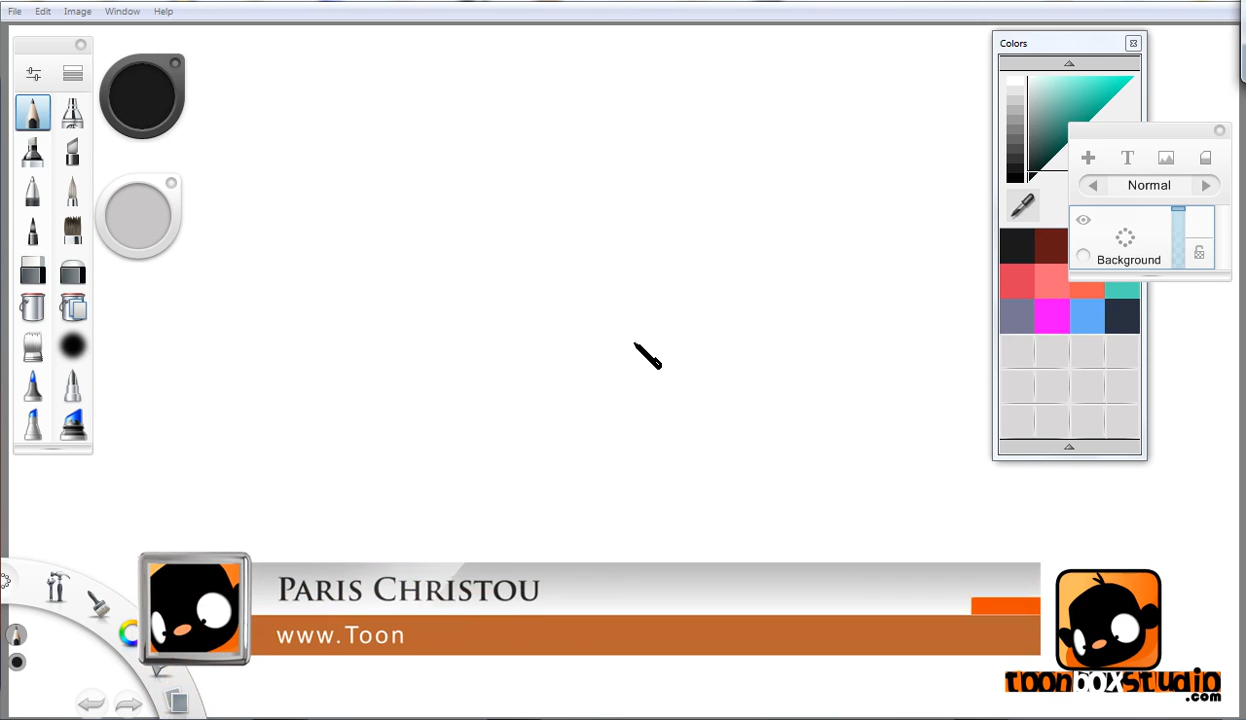 File Edit Image Window Help
Colors
T
Normal
Background
Paris Christou
www.Toon
toonboxstudio
.com